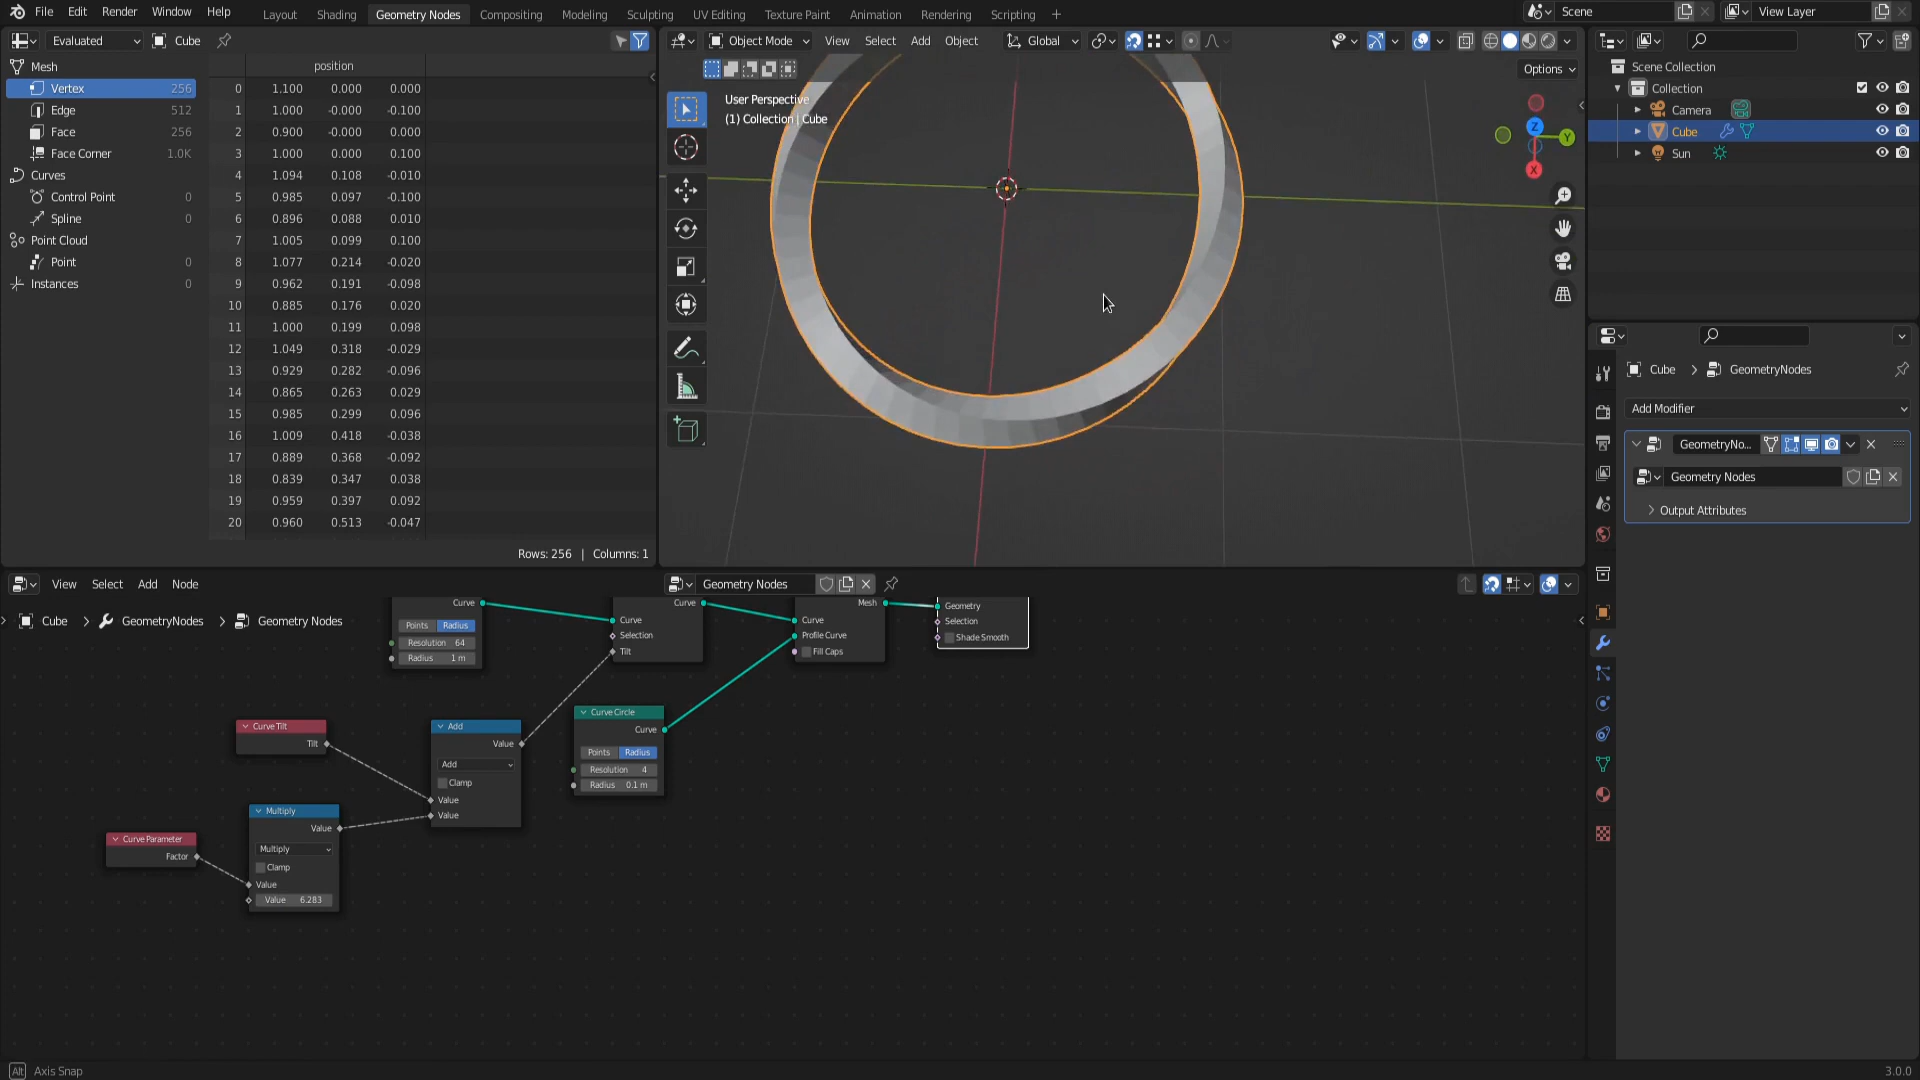 File Edit Render Window Help
Layout Shading Geometry Nodes Compositing Modeling Sculpting UV Editing Texture Paint Animation Rendering Scripting +
Scene
View Layer
Evaluated Cube
Mesh
Vertex 256
Edge 512
Face 256
Face Corner 1.0K
Curves
Control Point 0
Spline 0
Point Cloud
Point 0
Instances 0
position
0 1.100 0.000 0.000
1 1.000 -0.000 -0.100
2 0.900 -0.000 0.000
3 1.000 0.000 0.100
4 1.094 0.108 -0.010
5 0.985 0.097 -0.100
6 0.896 0.088 0.010
7 1.005 0.099 0.100
8 1.077 0.214 -0.020
9 0.962 0.191 -0.098
10 0.885 0.176 0.020
11 1.000 0.199 0.098
12 1.049 0.318 -0.029
13 0.929 0.282 -0.096
14 0.865 0.263 0.029
15 0.985 0.299 0.096
16 1.009 0.418 -0.038
17 0.889 0.368 -0.092
18 0.839 0.347 0.038
19 0.959 0.397 0.092
20 0.960 0.513 -0.047
Rows: 256 | Columns: 1
Object Mode View Select Add Object Global
Options
User Perspective
(1) Collection | Cube
Z
Y
X
Scene Collection
Collection
Camera
Cube
Sun
Cube > GeometryNodes
Add Modifier
GeometryNo...
Geometry Nodes
Output Attributes
View Select Add Node
Geometry Nodes
Cube > GeometryNodes > Geometry Nodes
Curve
Points Radius
Resolution 64
Radius 1 m
Curve
Curve
Selection
Tilt
Mesh
Curve
Profile Curve
Fill Caps
Geometry
Selection
Shade Smooth
Curve Tilt
Tilt
Add
Value
Add
Clamp
Value
Value
Curve Circle
Curve
Points Radius
Resolution 4
Radius 0.1 m
Curve Parameter
Factor
Multiply
Value
Multiply
Clamp
Value
Value 6.283
Alt Axis Snap
3.0.0